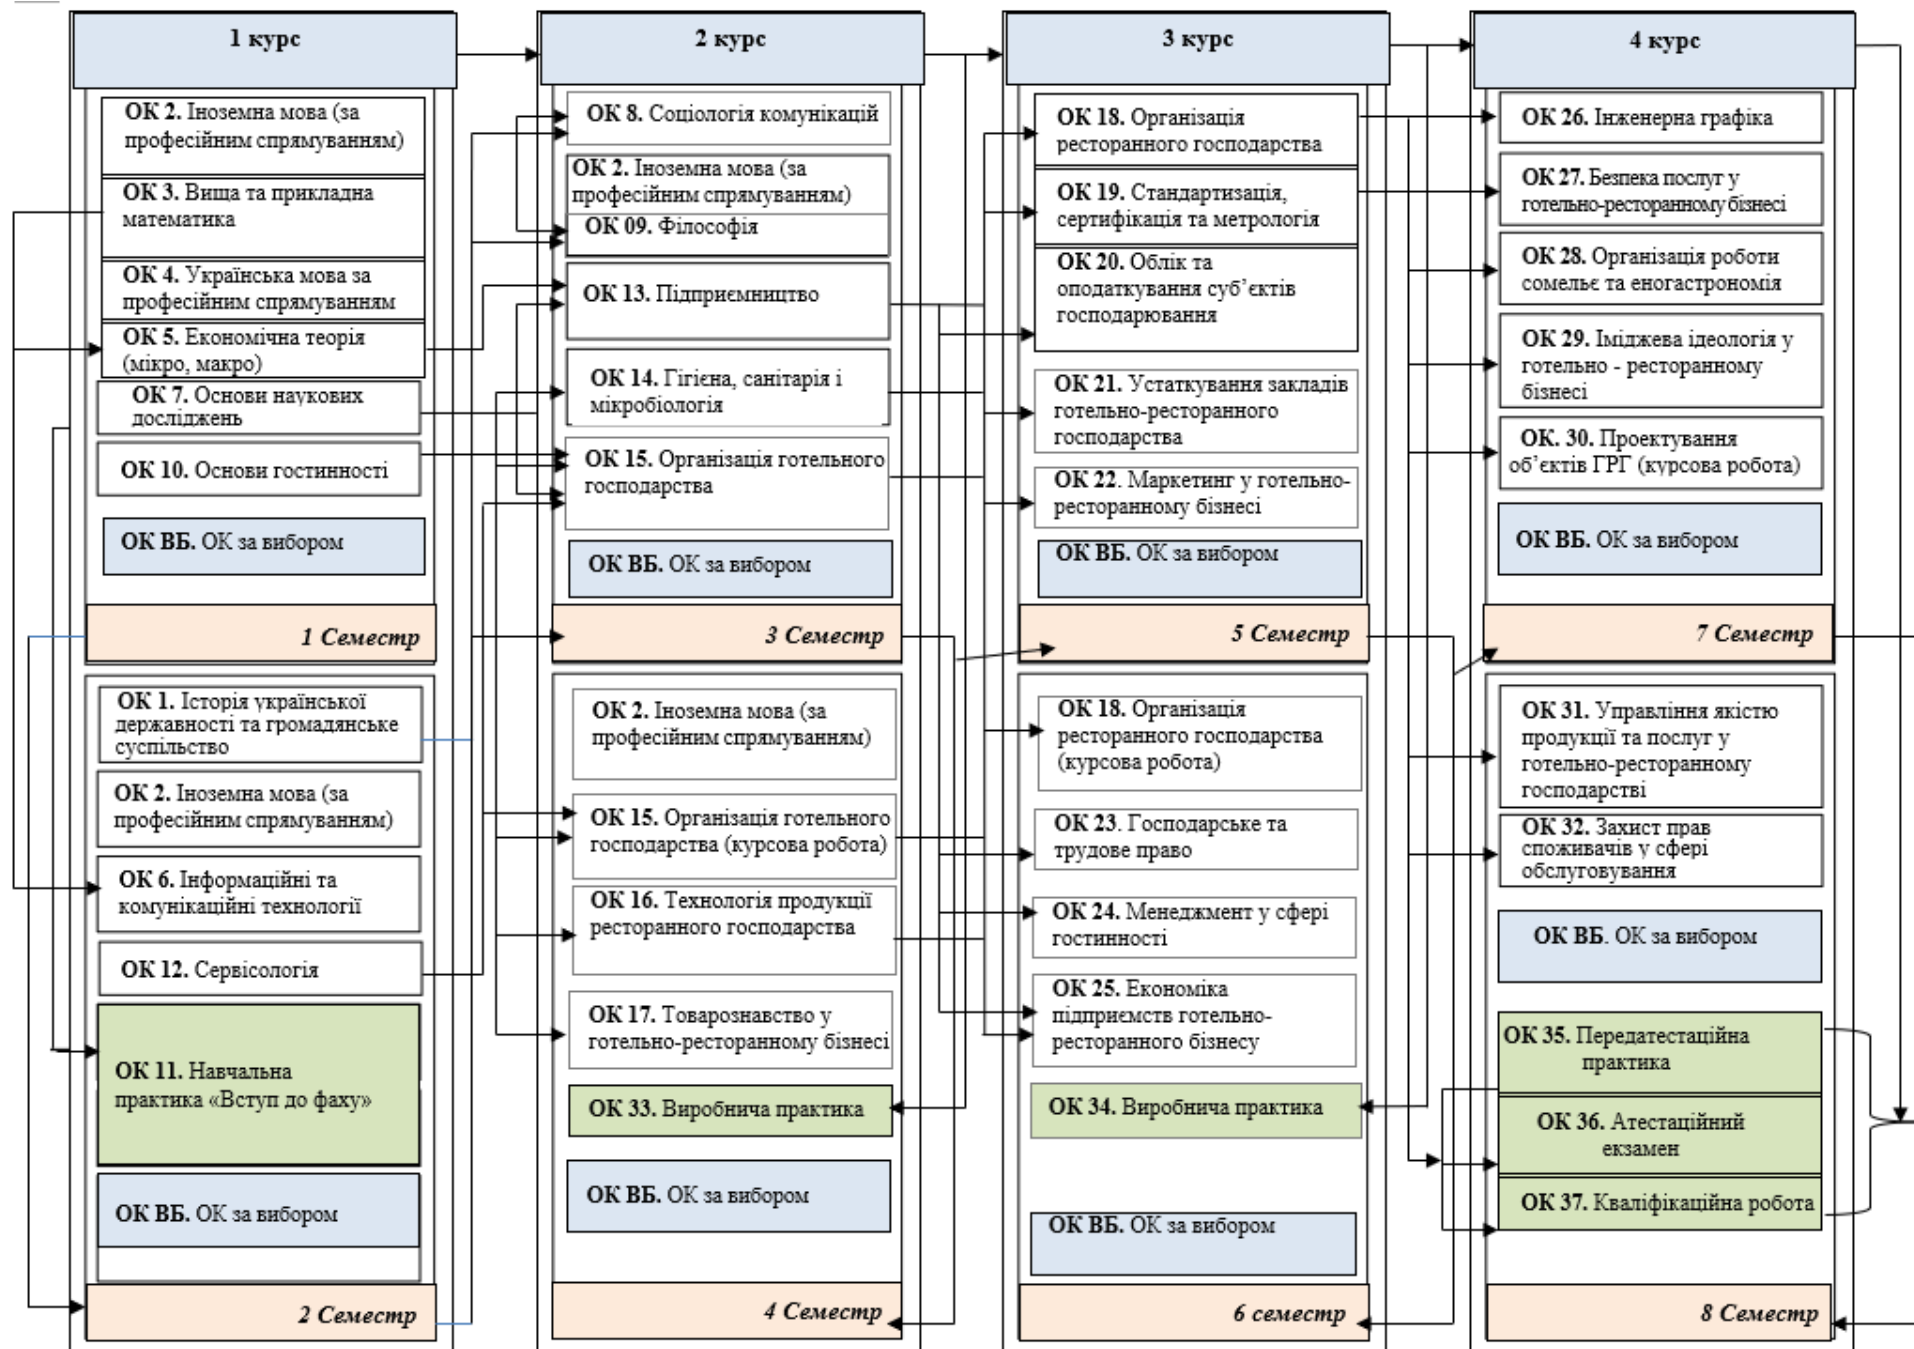 1 курс
ОК 2. Іноземна мова (за
професійним спрямуванням)
ОК 3. Вища та прикладна
математика
ОК 4. Українська мова за
професійним спрямуванням
ОК 5. Економічна теорія
(мікро, макро)
ОК 7. Основи наукових
досліджень
ОК 10. Основи гостинності
ОК ВБ. ОК за вибором
1 Семестр
ОК 1. Історія української
державності та громадянське
суспільство
ОК 2. Іноземна мова (за
професійним спрямуванням)
ОК 6. Інформаційні та
комунікаційні технології
ОК 12. Сервісологія
ОК 11. Навчальна
практика «Вступ до фаху»
ОК ВБ. ОК за вибором
2 Семестр
2 курс
ОК 8. Соціологія комунікацій
ОК 2. Іноземна мова (за
професійним спрямуванням)
ОК 09. Філософія
ОК 13. Підприємництво
ОК 14. Гігієна, санітарія і
мікробіологія
ОК 15. Організація готельного
господарства
ОК ВБ. ОК за вибором
3 Семестр
ОК 2. Іноземна мова (за
професійним спрямуванням)
ОК 15. Організація готельного
господарства (курсова робота)
ОК 16. Технологія продукції
ресторанного господарства
ОК 17. Товарознавство у
готельно-ресторанному бізнесі
ОК 33. Виробнича практика
ОК ВБ. ОК за вибором
4 Семестр
3 курс
ОК 18. Організація
ресторанного господарства
ОК 19. Стандартизація,
сертифікація та метрологія
ОК 20. Облік та
оподаткування суб’єктів
господарювання
ОК 21. Устаткування закладів
готельно-ресторанного
господарства
ОК 22. Маркетинг у готельно-
ресторанному бізнесі
ОК ВБ. ОК за вибором
5 Семестр
ОК 18. Організація
ресторанного господарства
(курсова робота)
ОК 23. Господарське та
трудове право
ОК 24. Менеджмент у сфері
гостинності
ОК 25. Економіка
підприємств готельно-
ресторанного бізнесу
ОК 34. Виробнича практика
ОК ВБ. ОК за вибором
6 семестр
4 курс
ОК 26. Інженерна графіка
ОК 27. Безпека послуг у
готельно-ресторанному бізнесі
ОК 28. Організація роботи
сомельє та еногастрономія
ОК 29. Іміджева ідеологія у
готельно - ресторанному
бізнесі
ОК. 30. Проектування
об’єктів ГРГ (курсова робота)
ОК ВБ. ОК за вибором
7 Семестр
ОК 31. Управління якістю
продукції та послуг у
готельно-ресторанному
господарстві
ОК 32. Захист прав
споживачів у сфері
обслуговування
ОК ВБ. ОК за вибором
ОК 35. Передатестаційна
практика
ОК 36. Атестаційний
екзамен
ОК 37. Кваліфікаційна робота
8 Семестр